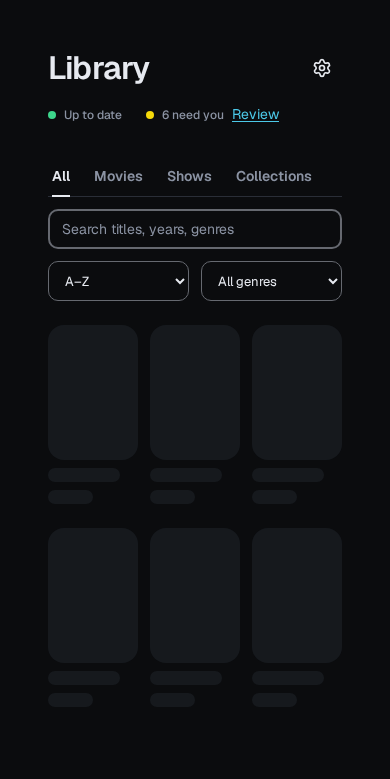 Library
Up to date 6 need you Review
All Movies Shows Collections
Search titles, years, genres
A–Z All genres